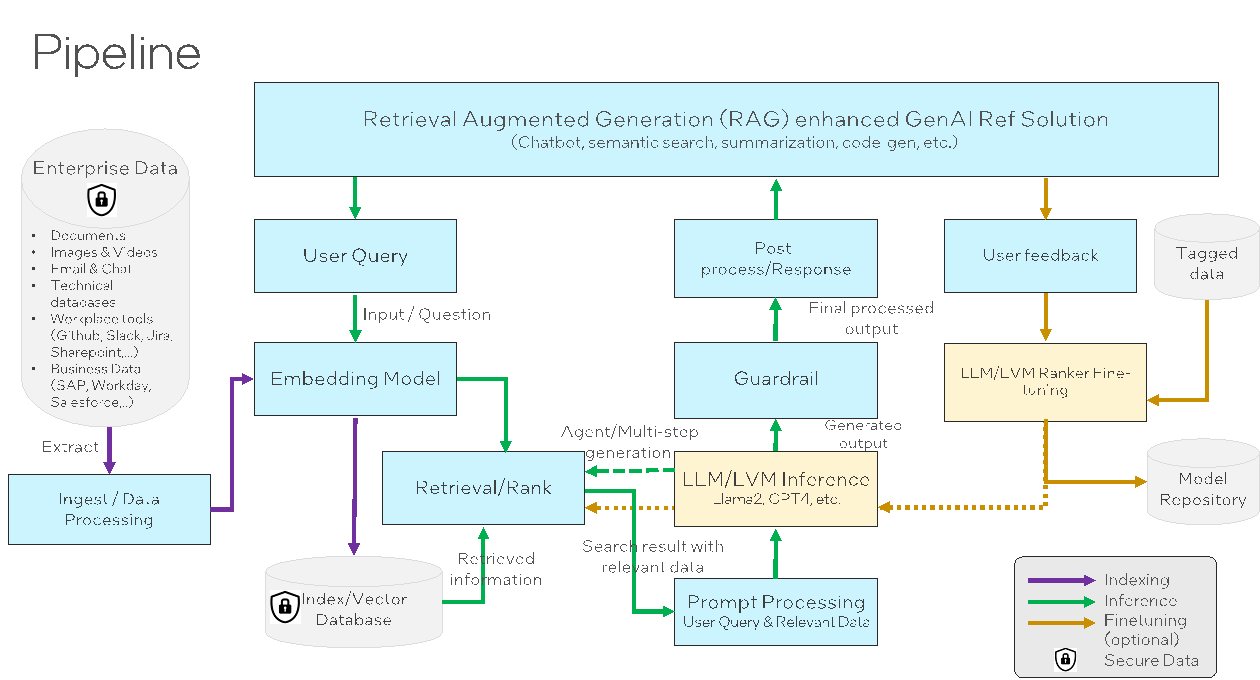 Pipeline
Retrieval Augmented Generation (RAG) enhanced GenAI Ref Solution
(Chatbot, semantic search, summarization, code gen, etc.)
Enterprise Data
• Documents
• Images & Videos
• Email & Chat
• Technical
databases
• Workplace tools
(Github, Slack, Jira,
Sharepoint,...)
• Business Data
(SAP, Workday,
Salesforce,..)
Extract
Ingest / Data
Processing
User Query
Input / Question
Embedding Model
Retrieval/Rank
Index/Vector
Database
Retrieved
information
Agent/Multi-step
generation
Search result with
relevant data
Post
process/Response
Final processed
output
Guardrail
Generated
output
LLM/LVM Inference
Llama2, GPT4, etc.
Prompt Processing
User Query & Relevant Data
User feedback
Tagged
data
LLM/LVM Ranker Fine-
tuning
Model
Repository
Indexing
Inference
Finetuning
(optional)
Secure Data